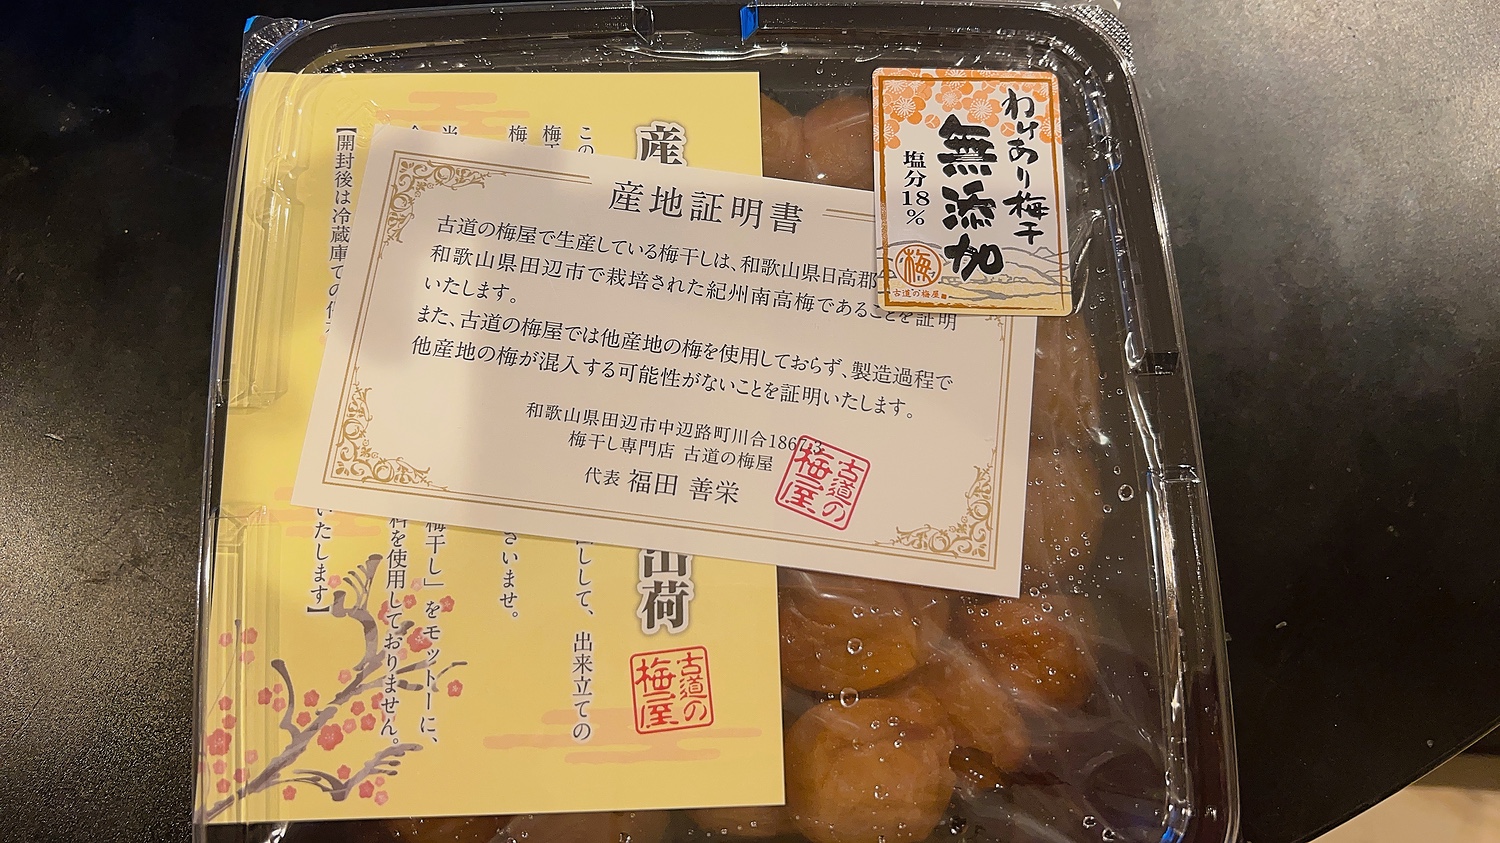 わけあり梅干
無添加
塩分18%
梅
古道の梅屋
産地証明書
古道の梅屋で生産している梅干しは、和歌山県日高郡
和歌山県田辺市で栽培された紀州南高梅であることを証明
いたします。
また、古道の梅屋では他産地の梅を使用しておらず、製造過程で
他産地の梅が混入する可能性がないことを証明いたします。
和歌山県田辺市中辺路町川合1867-3
梅干し専門店 古道の梅屋
代表 福田 善栄
古道の
梅屋
産 出荷
この 出来立ての
梅干
梅 さいませ。
当 梅干し」をモットーに、
料を使用しておりません。
【開封後は冷蔵庫での いたします】
古道の
梅屋